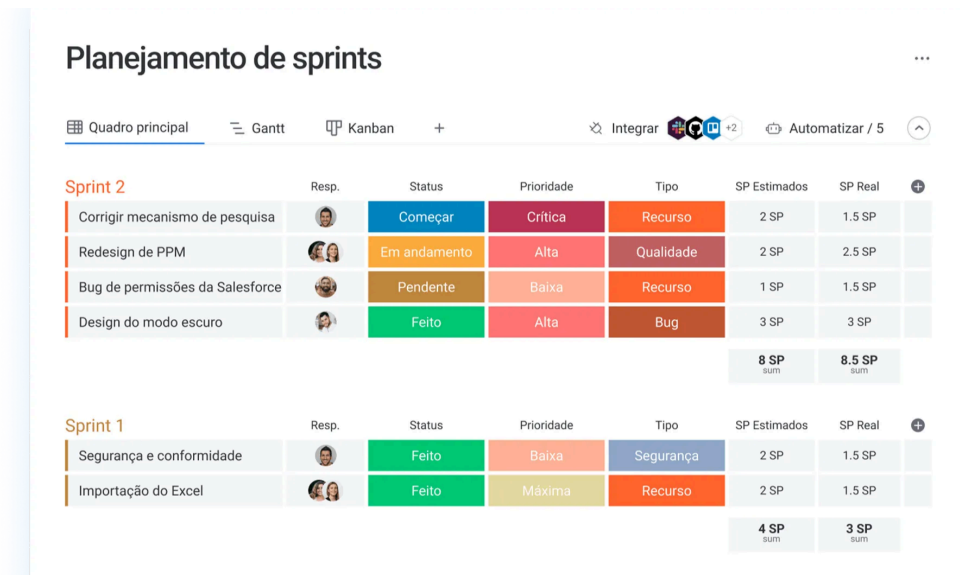 Planejamento de sprints
Quadro principal Gantt Kanban + Integrar +2 Automatizar / 5
Sprint 2 Resp. Status Prioridade Tipo SP Estimados SP Real
Corrigir mecanismo de pesquisa Começar Crítica Recurso 2 SP 1.5 SP
Redesign de PPM Em andamento Alta Qualidade 2 SP 2.5 SP
Bug de permissões da Salesforce Pendente Baixa Recurso 1 SP 1.5 SP
Design do modo escuro Feito Alta Bug 3 SP 3 SP
8 SP 8.5 SP
sum sum
Sprint 1 Resp. Status Prioridade Tipo SP Estimados SP Real
Segurança e conformidade Feito Baixa Segurança 2 SP 1.5 SP
Importação do Excel Feito Máxima Recurso 2 SP 1.5 SP
4 SP 3 SP
sum sum